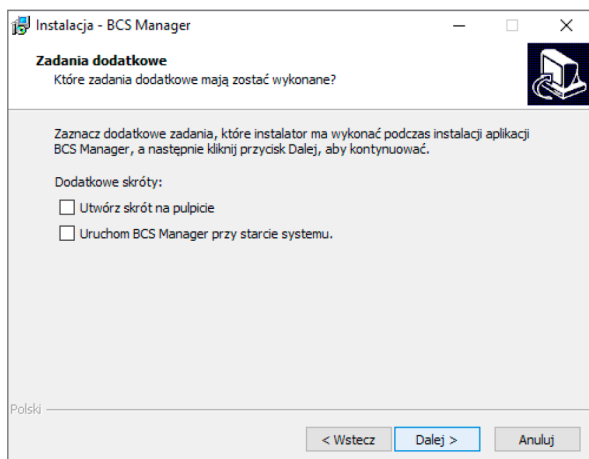 Instalacja - BCS Manager
Zadania dodatkowe
Które zadania dodatkowe mają zostać wykonane?
Zaznacz dodatkowe zadania, które instalator ma wykonać podczas instalacji aplikacji
BCS Manager, a następnie kliknij przycisk Dalej, aby kontynuować.
Dodatkowe skróty:
Utwórz skrót na pulpicie
Uruchom BCS Manager przy starcie systemu.
Polski
< Wstecz
Dalej >
Anuluj